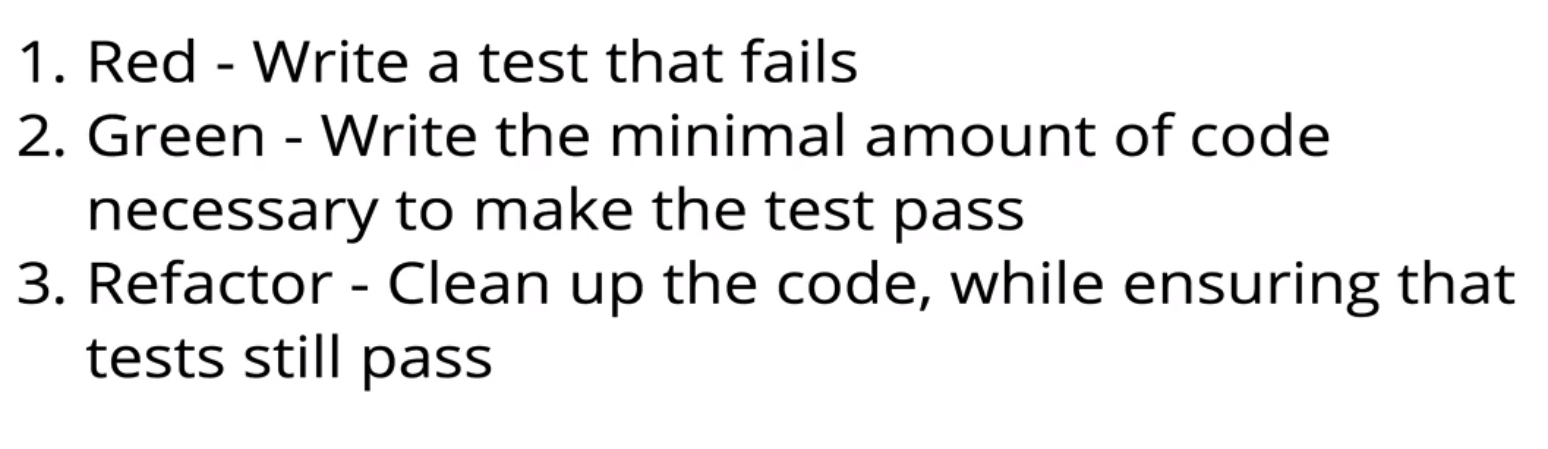 1. Red - Write a test that fails
2. Green - Write the minimal amount of code
necessary to make the test pass
3. Refactor - Clean up the code, while ensuring that
tests still pass